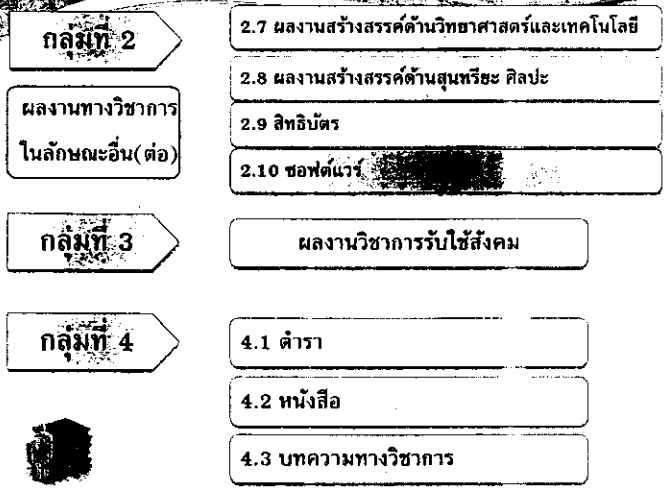 กลุ่มที่ 2
2.7 ผลงานสร้างสรรค์ด้านวิทยาศาสตร์และเทคโนโลยี
2.8 ผลงานสร้างสรรค์ด้านสุนทรียะ ศิลปะ
ผลงานทางวิชาการ
ในลักษณะอื่น(ต่อ)
2.9 สิทธิบัตร
2.10 ซอฟต์แวร์
กลุ่มที่ 3
ผลงานวิชาการรับใช้สังคม
กลุ่มที่ 4
4.1 ตำรา
4.2 หนังสือ
4.3 บทความทางวิชาการ